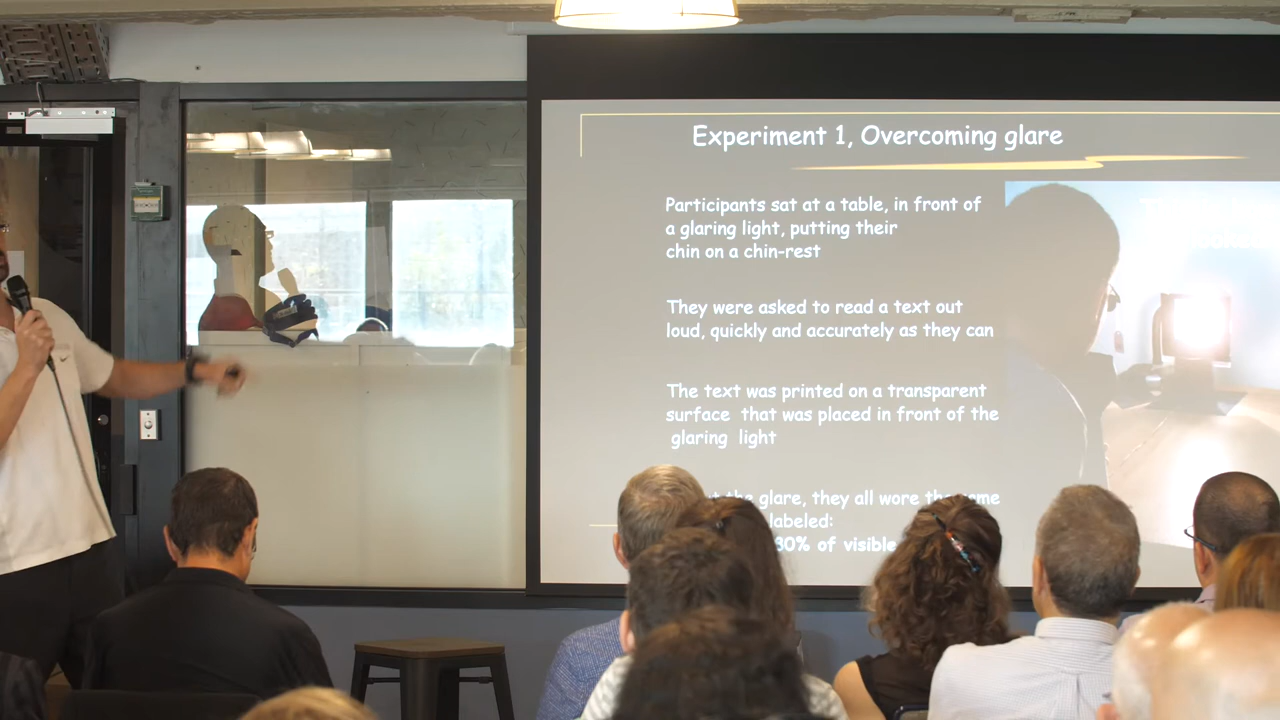 Experiment 1, Overcoming glare
Participants sat at a table, in front of
a glaring light, putting their
chin on a chin-rest
They were asked to read a text out
loud, quickly and accurately as they can
The text was printed on a transparent
surface that was placed in front of the
glaring light
the glare, they all wore the
labeled:
80% of visible